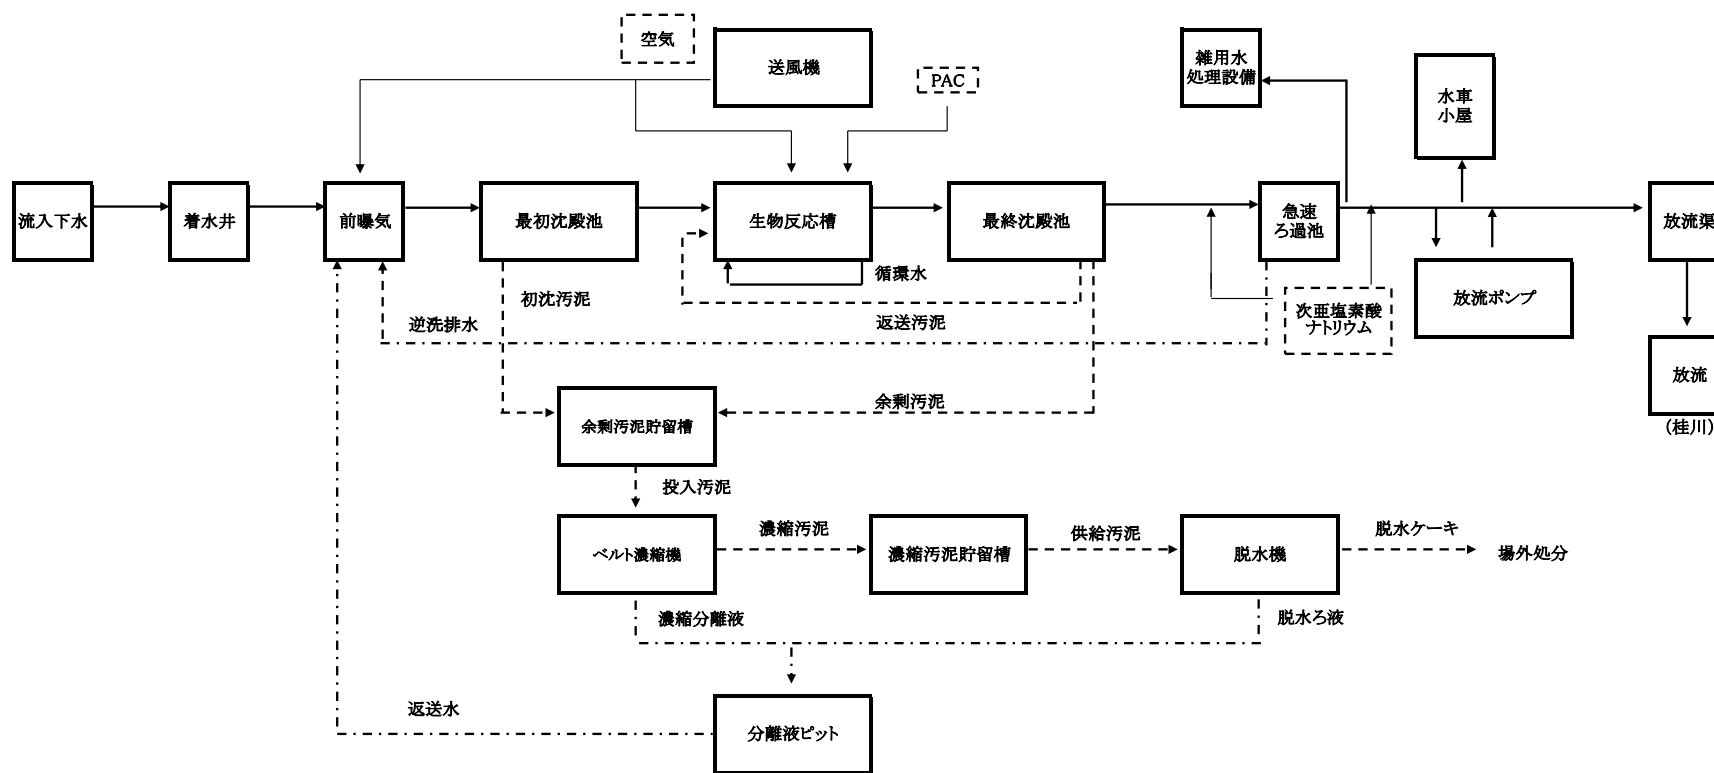 空気
送風機
PAC
雑用水
処理設備
水車
小屋
流入下水
着水井
前曝気
最初沈殿池
生物反応槽
最終沈殿池
急速
ろ過池
放流渠
循環水
初沈汚泥
返送汚泥
逆洗排水
次亜塩素酸
ナトリウム
放流ポンプ
放流
(桂川)
余剰汚泥
余剰汚泥貯留槽
投入汚泥
ベルト濃縮機
濃縮汚泥
濃縮汚泥貯留槽
供給汚泥
脱水機
脱水ケーキ
場外処分
濃縮分離液
脱水ろ液
返送水
分離液ピット